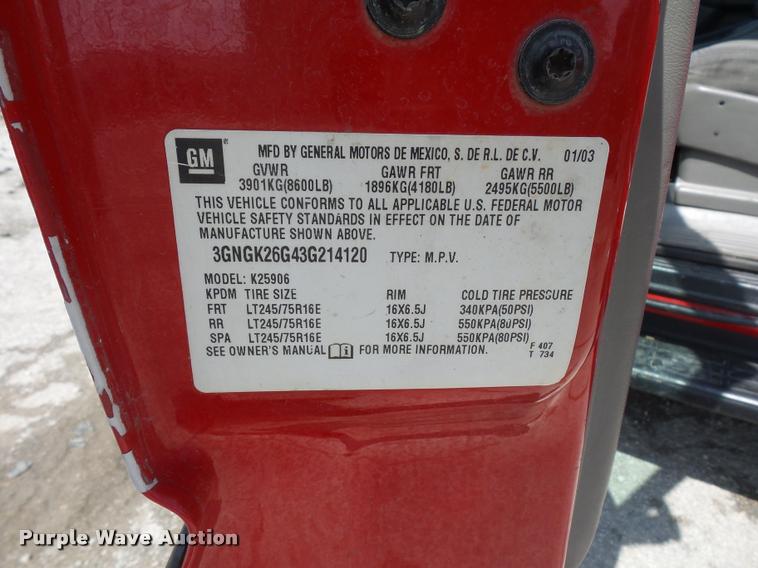 GM ® MFD BY GENERAL MOTORS DE MEXICO, S. DE R.L. DE C.V. 01/03
GVWR GAWR FRT GAWR RR
3901KG(8600LB) 1896KG(4180LB) 2495KG(5500LB)
THIS VEHICLE CONFORMS TO ALL APPLICABLE U.S. FEDERAL MOTOR
VEHICLE SAFETY STANDARDS IN EFFECT ON THE DATE OF
MANUFACTURE SHOWN ABOVE.
3GNGK26G43G214120 TYPE: M.P.V.
MODEL: K25906
KPDM TIRE SIZE RIM COLD TIRE PRESSURE
FRT LT245/75R16E 16X6.5J 340KPA(50PSI)
RR LT245/75R16E 16X6.5J 550KPA(80PSI)
SPA LT245/75R16E 16X6.5J 550KPA(80PSI)
SEE OWNER'S MANUAL FOR MORE INFORMATION. F 407
T 734
Purple Wave Auction